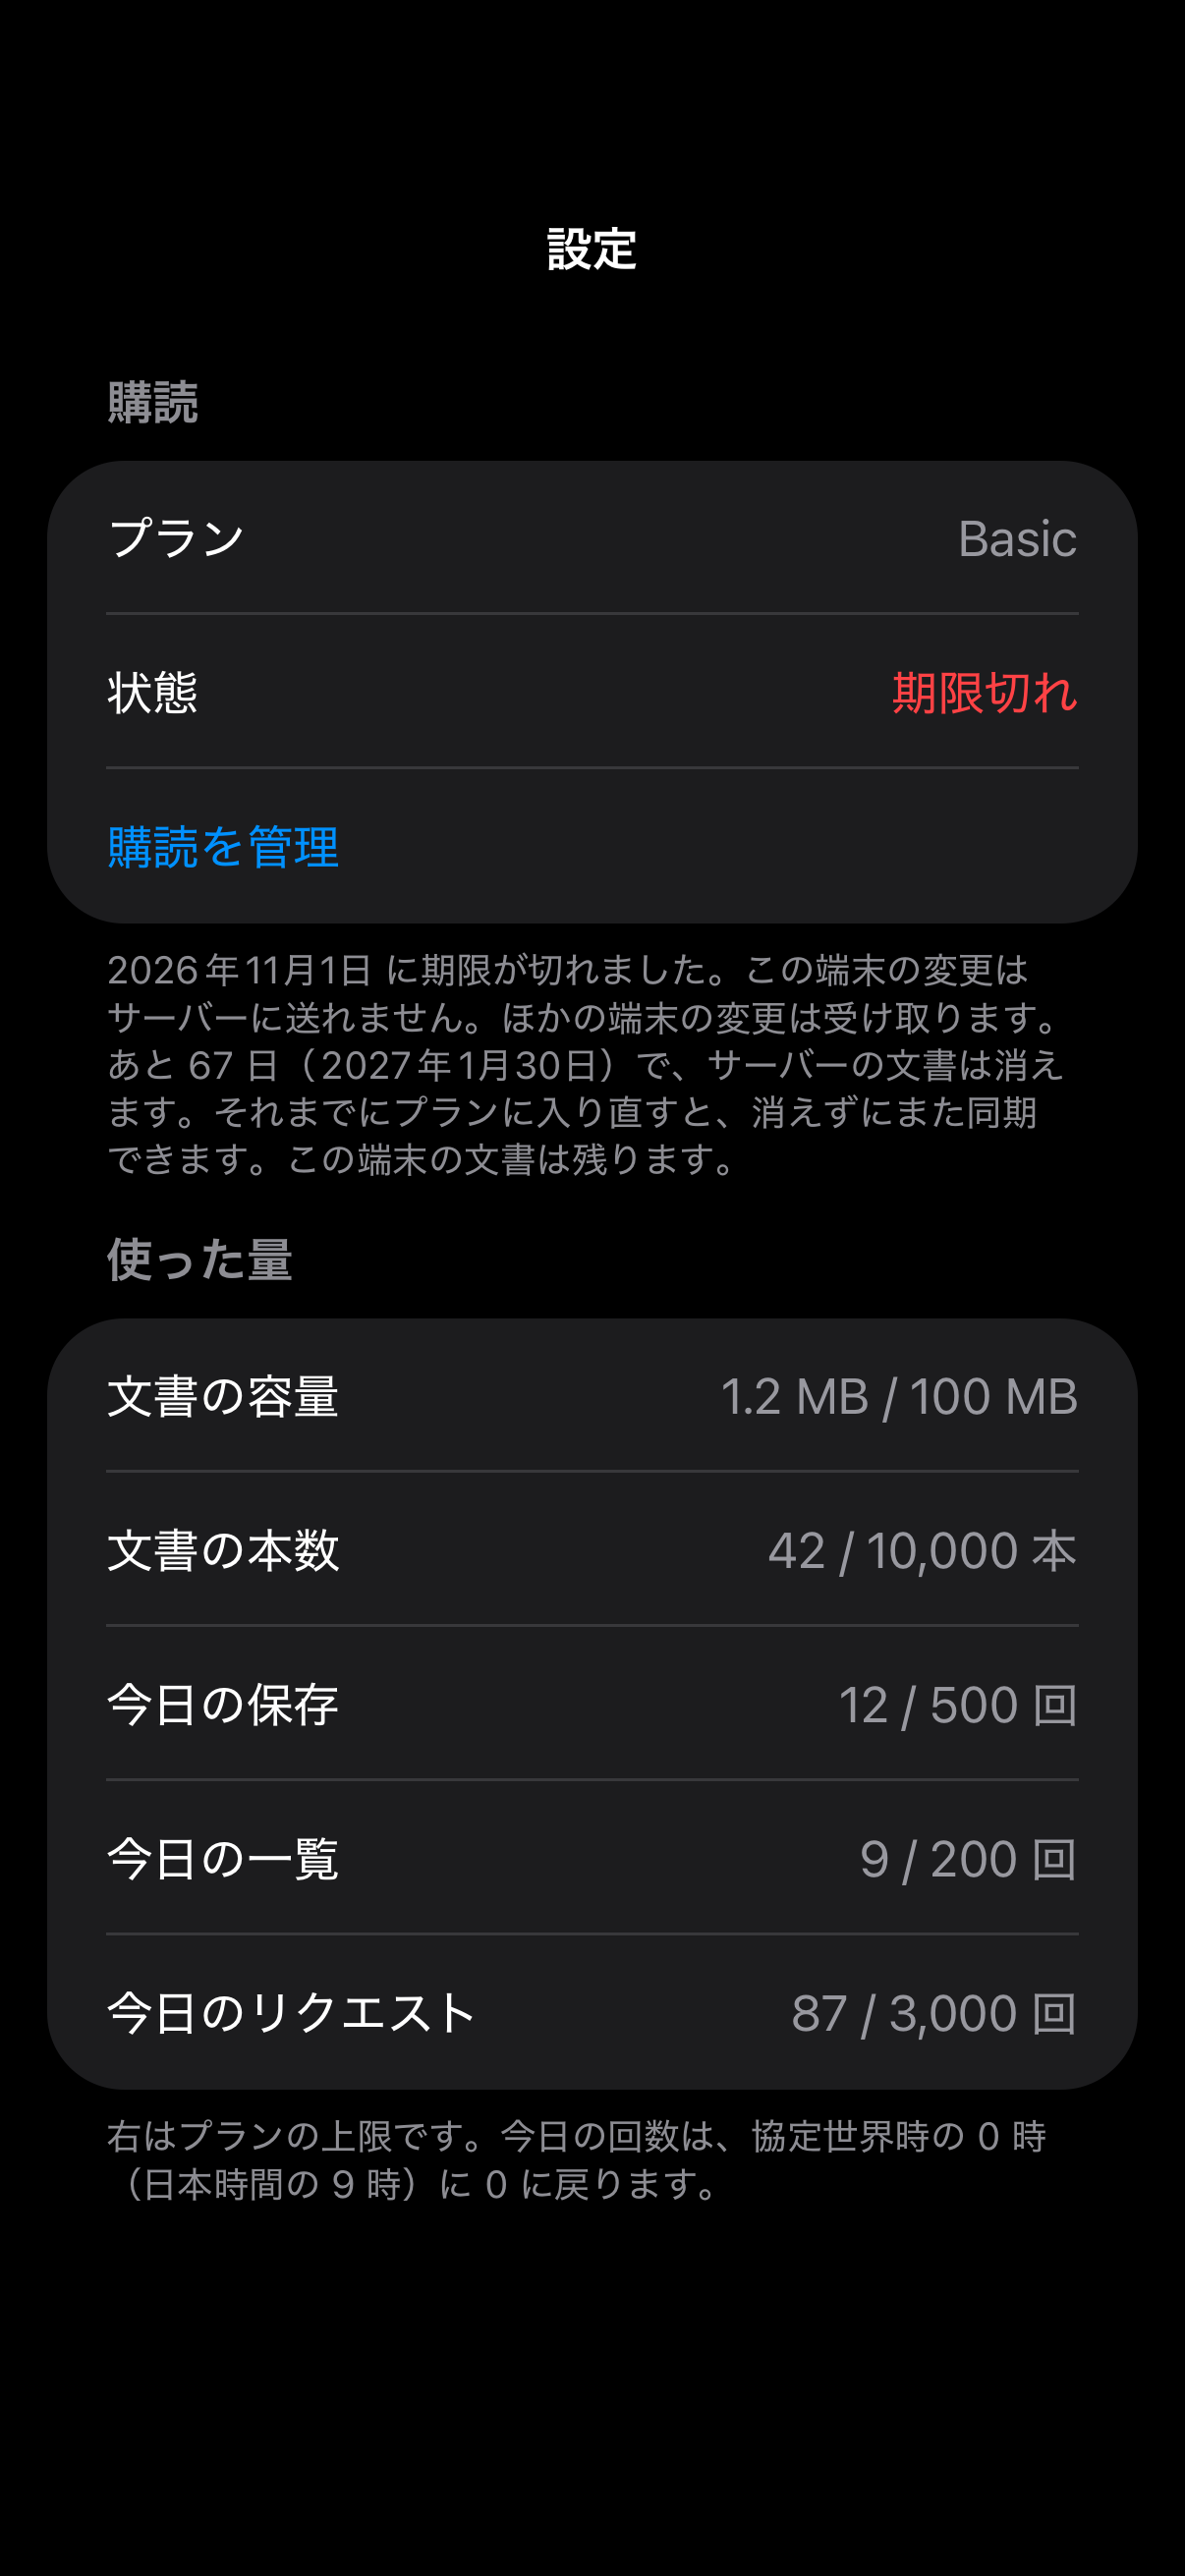 設定
購読
プラン Basic
状態 期限切れ
購読を管理
2026年11月1日 に期限が切れました。この端末の変更は
サーバーに送れません。ほかの端末の変更は受け取ります。
あと 67 日（2027年1月30日）で、サーバーの文書は消え
ます。それまでにプランに入り直すと、消えずにまた同期
できます。この端末の文書は残ります。
使った量
文書の容量 1.2 MB / 100 MB
文書の本数 42 / 10,000 本
今日の保存 12 / 500 回
今日の一覧 9 / 200 回
今日のリクエスト 87 / 3,000 回
右はプランの上限です。今日の回数は、協定世界時の 0 時
（日本時間の 9 時）に 0 に戻ります。